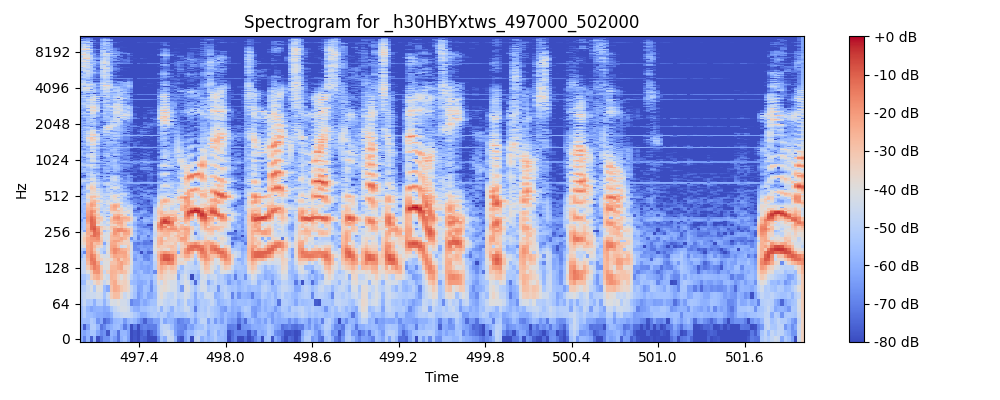 Spectrogram for _h30HBYxtws_497000_502000
8192
4096
2048
1024
512
256
128
64
0
Hz
497.4 498.0 498.6 499.2 499.8 500.4 501.0 501.6
Time
+0 dB
-10 dB
-20 dB
-30 dB
-40 dB
-50 dB
-60 dB
-70 dB
-80 dB